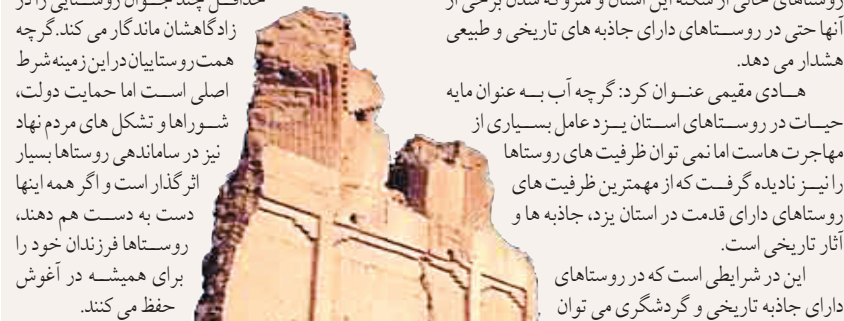 روستاهای خالی از سکنه این استان و متروکه شدن برخی از
آنها حتی در روستاهای دارای جاذبه های تاریخی و طبیعی
هشدار می دهد.
هادی مقیمی عنوان کرد: گرچه آب به عنوان مایه
حیات در روستاهای استان یزد عامل بسیاری از
مهاجرت هاست اما نمی توان ظرفیت های روستاها
را نیز نادیده گرفت که از مهمترین ظرفیت های
روستاهای دارای قدمت در استان یزد، جاذبه ها و
آثار تاریخی است.
این در شرایطی است که در روستاهای
دارای جاذبه تاریخی و گردشگری می توان
حداقل چند جوان روستایی را در
زادگاهشان ماندگار می کند. گرچه
همت روستاییان در این زمینه شرط
اصلی است اما حمایت دولت،
شوراها و تشکل های مردم نهاد
نیز در ساماندهی روستاها بسیار
اثرگذار است و اگر همه اینها
دست به دست هم دهند،
روستاها فرزندان خود را
برای همیشه در آغوش
حفظ می کنند.